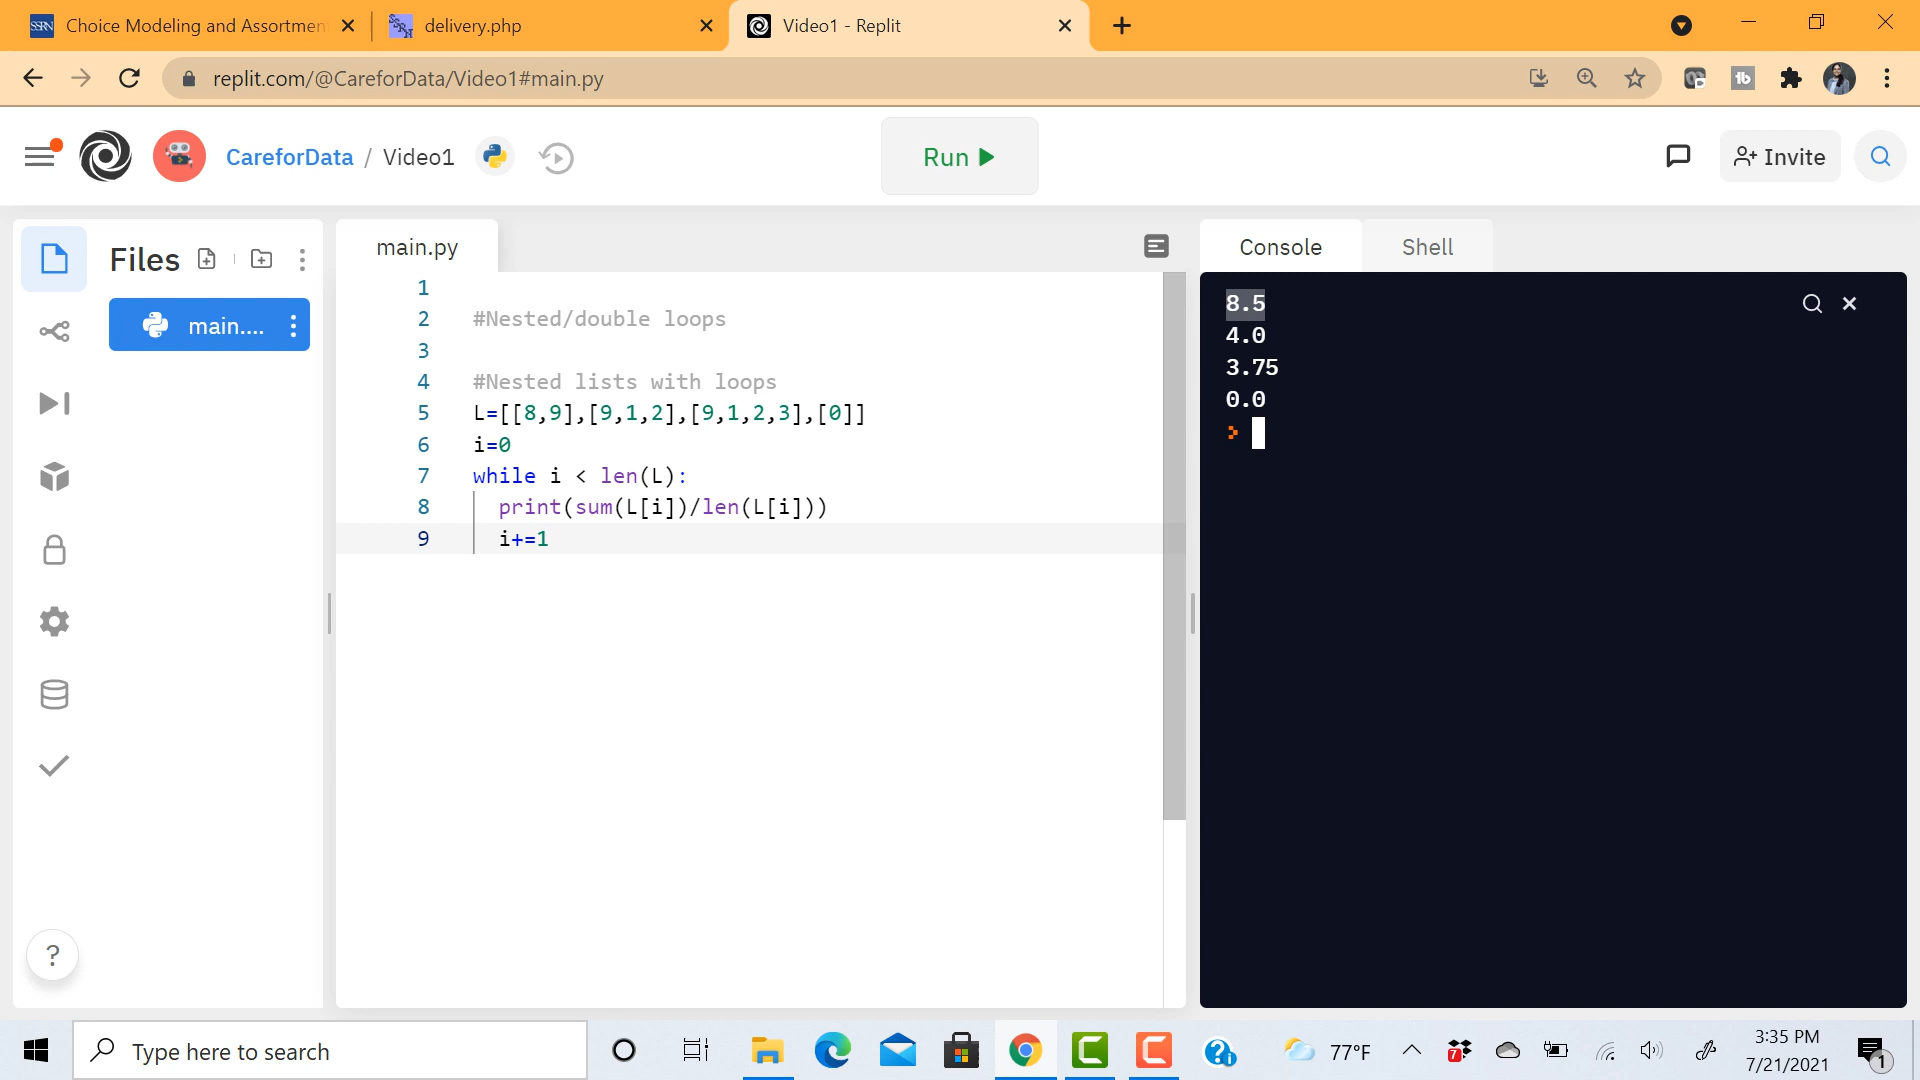 SSRN Choice Modeling and Assortmen
delivery.php
Video1 - Replit
replit.com/@CareforData/Video1#main.py
CareforData / Video1
Run
Invite
Files
main....
main.py
1
2 #Nested/double loops
3
4 #Nested lists with loops
5 L=[[8,9],[9,1,2],[9,1,2,3],[0]]
6 i=0
7 while i < len(L):
8 print(sum(L[i])/len(L[i]))
9 i+=1
Console
Shell
8.5
4.0
3.75
0.0
?
Type here to search
77°F
7
3:35 PM
7/21/2021
1